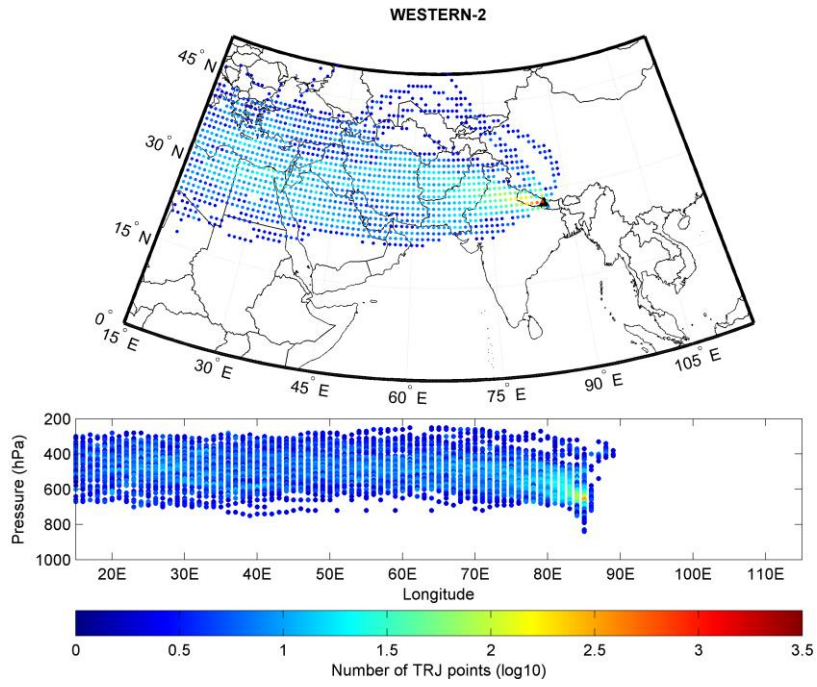 WESTERN-2
45° N
30° N
15° N
0°
15° E
30° E
45° E
60° E
75° E
90° E
105° E
200
400
600
800
1000
Pressure (hPa)
20E 30E 40E 50E 60E 70E 80E 90E 100E 110E
Longitude
0 0.5 1 1.5 2 2.5 3 3.5
Number of TRJ points (log10)